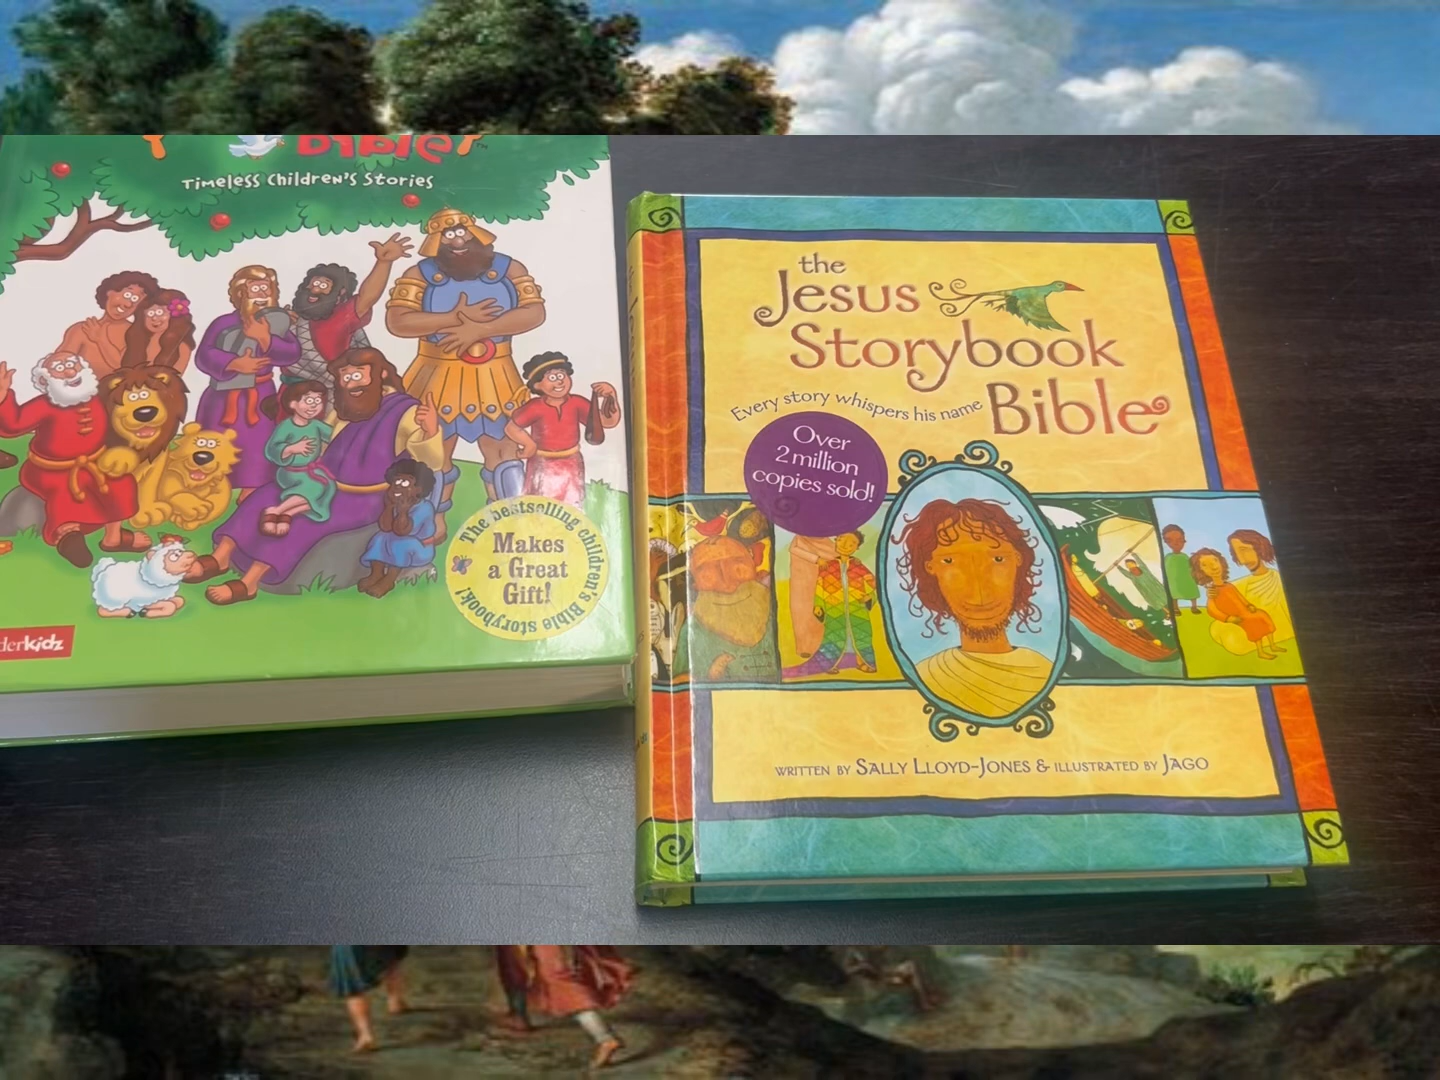 Bible
Timeless Children's Stories
The bestselling children's Bible storybook!
Makes
a Great
Gift!
derkidz
the
Jesus
Storybook
Bible
Every story whispers his name
Over
2 million
copies sold!
WRITTEN BY SALLY LLOYD-JONES & ILLUSTRATED BY JAGO